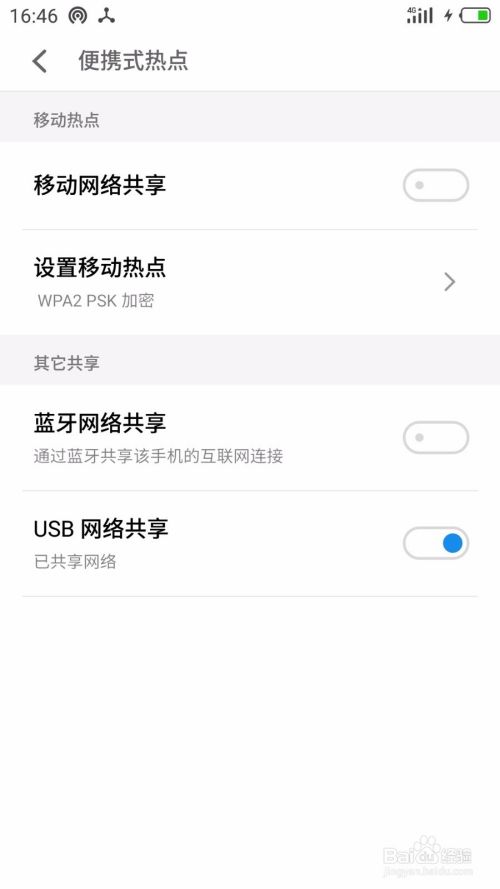 16:46 4G
便携式热点
移动热点
移动网络共享
设置移动热点
WPA2 PSK 加密
其它共享
蓝牙网络共享
通过蓝牙共享该手机的互联网连接
USB 网络共享
已共享网络
Baidu 经验
jingyan.baidu.com